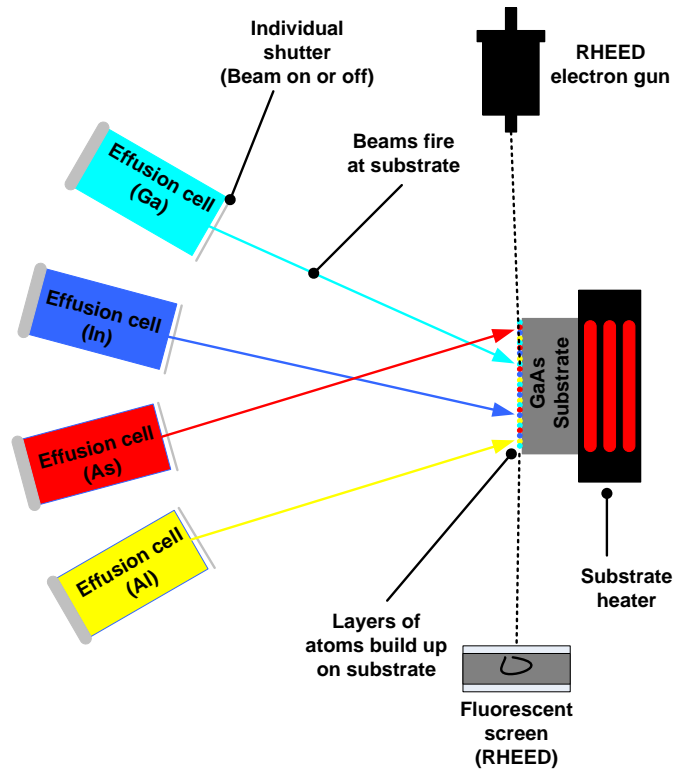 Individual
shutter
(Beam on or off)
RHEED
electron gun
Beams fire
at substrate
Effusion cell
(Ga)
Effusion cell
(In)
Effusion cell
(As)
Effusion cell
(Al)
GaAs
Substrate
Substrate
heater
Layers of
atoms build up
on substrate
Fluorescent
screen
(RHEED)